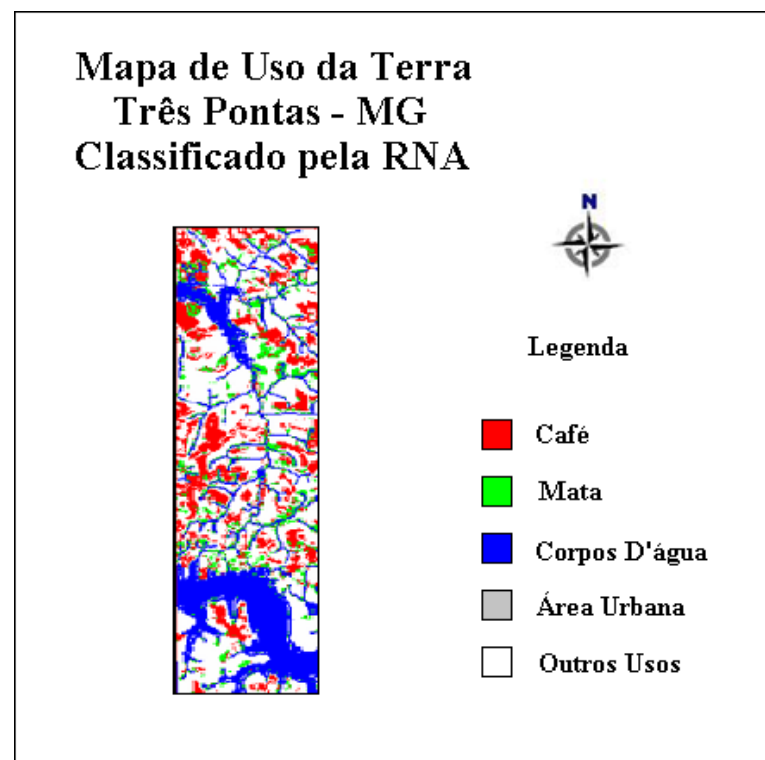 Mapa de Uso da Terra
Três Pontas - MG
Classificado pela RNA
N
Legenda
Café
Mata
Corpos D'água
Área Urbana
Outros Usos